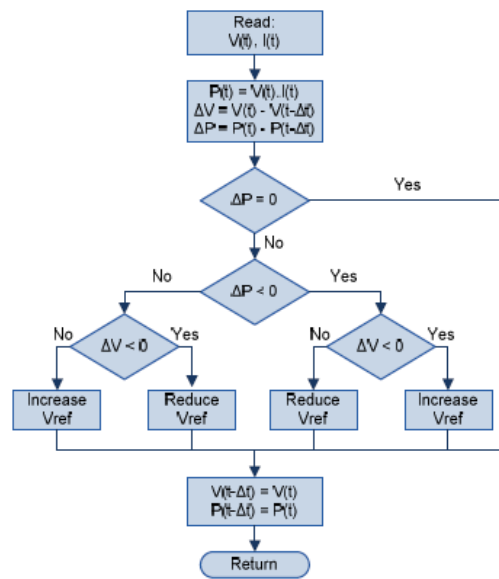 Read:
V(t), I(t)
P(t) = V(t).I(t)
ΔV = V(t) - V(t-Δt)
ΔP = P(t) - P(t-Δt)
ΔP = 0
Yes
No
ΔP < 0
No
Yes
ΔV < 0
No
Yes
ΔV < 0
No
Yes
Increase
Vref
Reduce
Vref
Reduce
Vref
Increase
Vref
V(t-Δt) = V(t)
P(t-Δt) = P(t)
Return